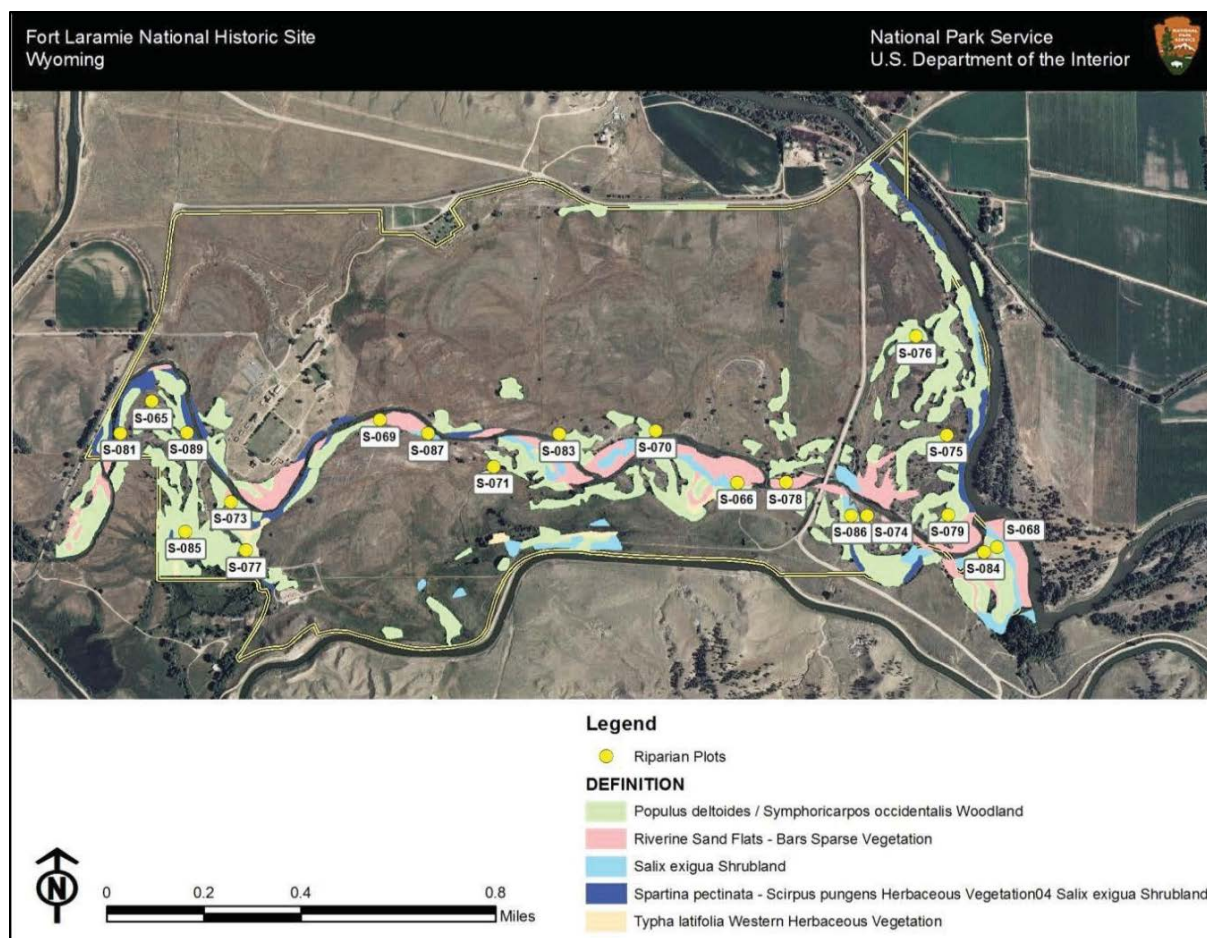 Fort Laramie National Historic Site
Wyoming
National Park Service
U.S. Department of the Interior
NATIONAL
PARK
SERVICE
S-076
S-065
S-069
S-070
S-081
S-089
S-087
S-083
S-075
S-071
S-066
S-078
S-073
S-086
S-074
S-079
S-068
S-085
S-077
S-084
Legend
Riparian Plots
DEFINITION
Populus deltoides / Symphoricarpos occidentalis Woodland
Riverine Sand Flats - Bars Sparse Vegetation
Salix exigua Shrubland
Spartina pectinata - Scirpus pungens Herbaceous Vegetation04 Salix exigua Shrubland
Typha latifolia Western Herbaceous Vegetation
N
0 0.2 0.4 0.8
Miles